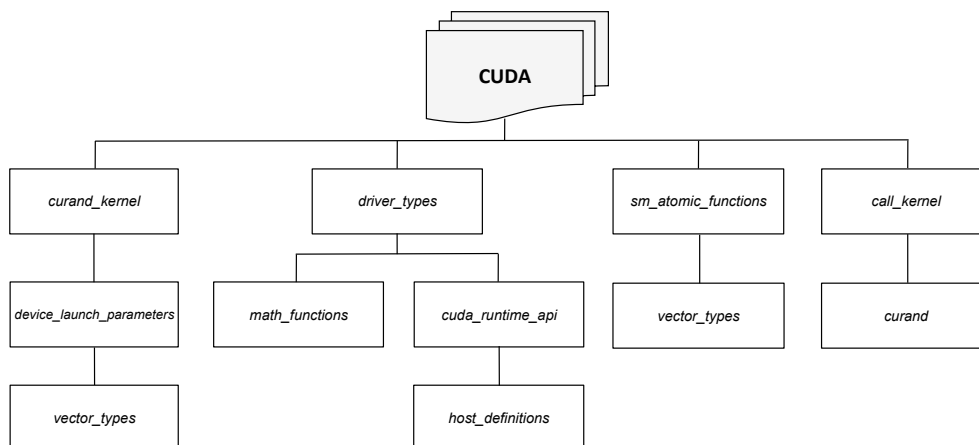 CUDA
curand_kernel
driver_types
sm_atomic_functions
call_kernel
device_launch_parameters
math_functions
cuda_runtime_api
vector_types
curand
vector_types
host_definitions